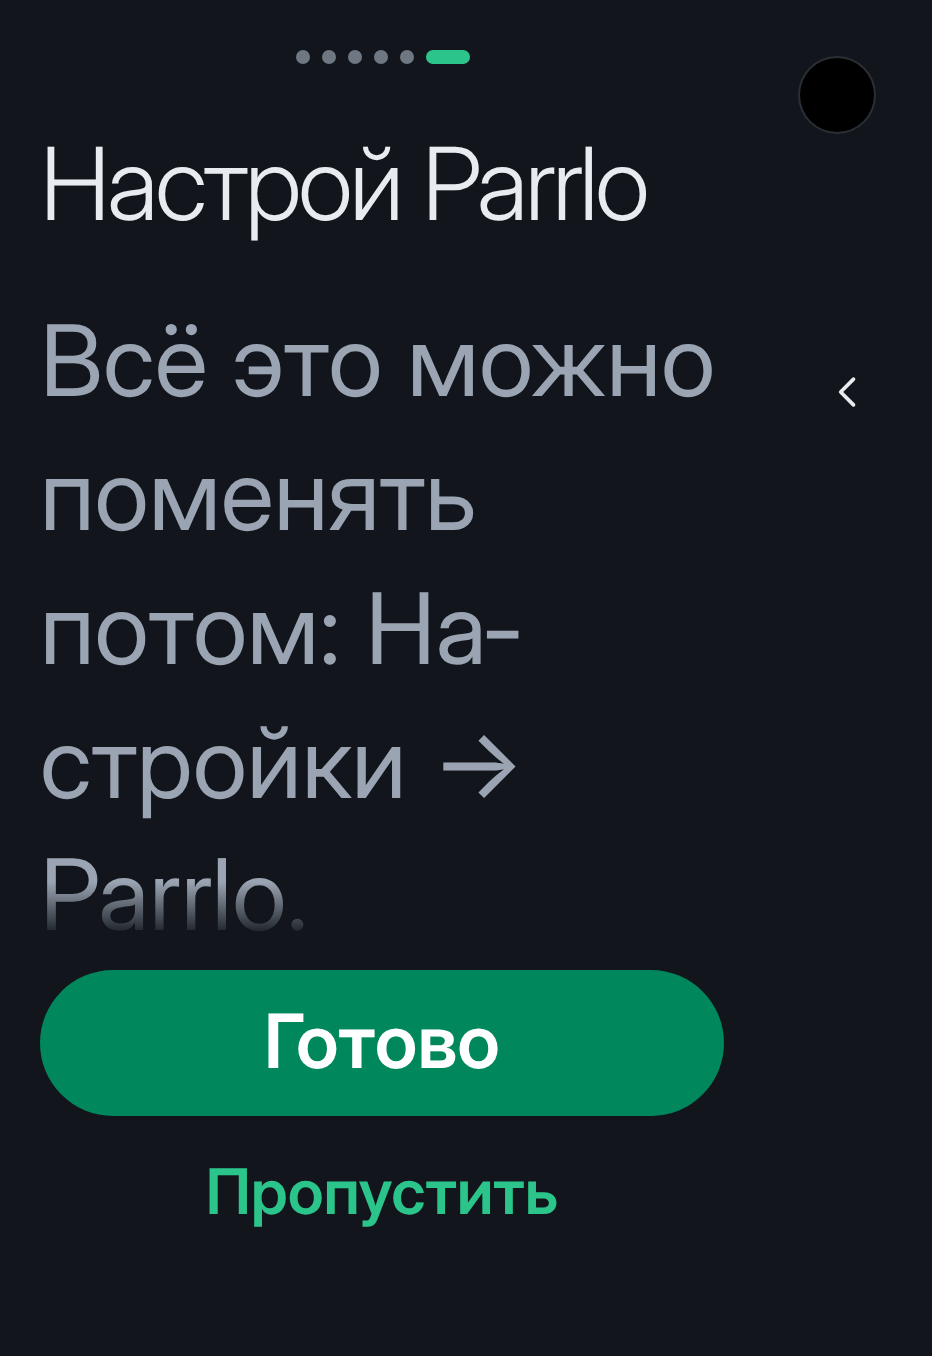 Настрой Parrlo
Всё это можно
поменять
потом: На-
стройки →
Parrlo.
Готово
Пропустить